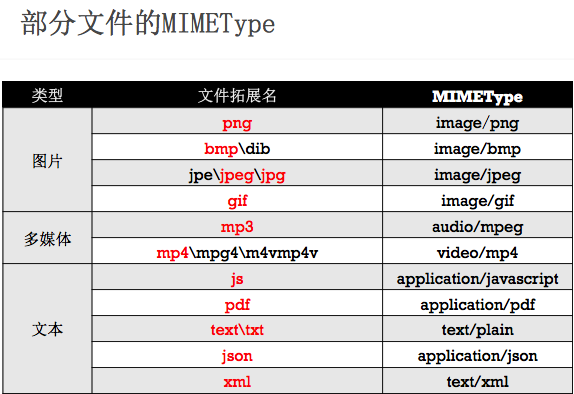 部分文件的MIMEType
类型 文件拓展名 MIMEType
图片
png image/png
bmp\dib image/bmp
jpe\jpeg\jpg image/jpeg
gif image/gif
多媒体
mp3 audio/mpeg
mp4\mpg4\m4vmp4v video/mp4
文本
js application/javascript
pdf application/pdf
text\txt text/plain
json application/json
xml text/xml